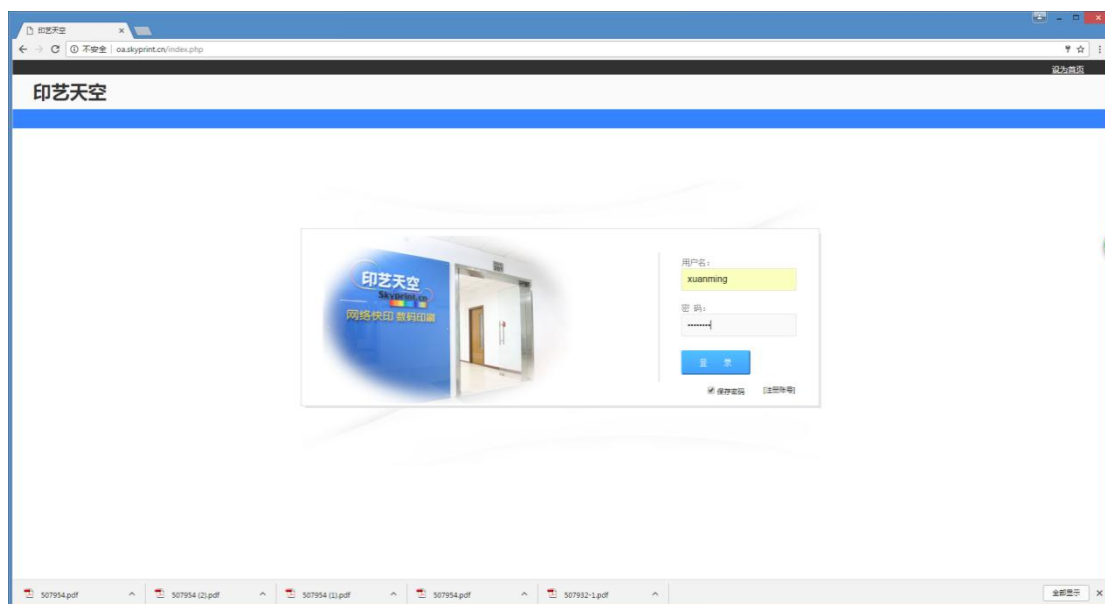 印艺天空
不安全 | oa.skyprint.cn/index.php
设为首页
印艺天空
印艺天空
Skyprint.cn
网络快印 数码印刷
用户名：
xuanming
密 码：
••••••••
登 录
保存密码 [注册账号]
507954.pdf
507954 (2).pdf
507954 (1).pdf
507954.pdf
507932-1.pdf
全部显示